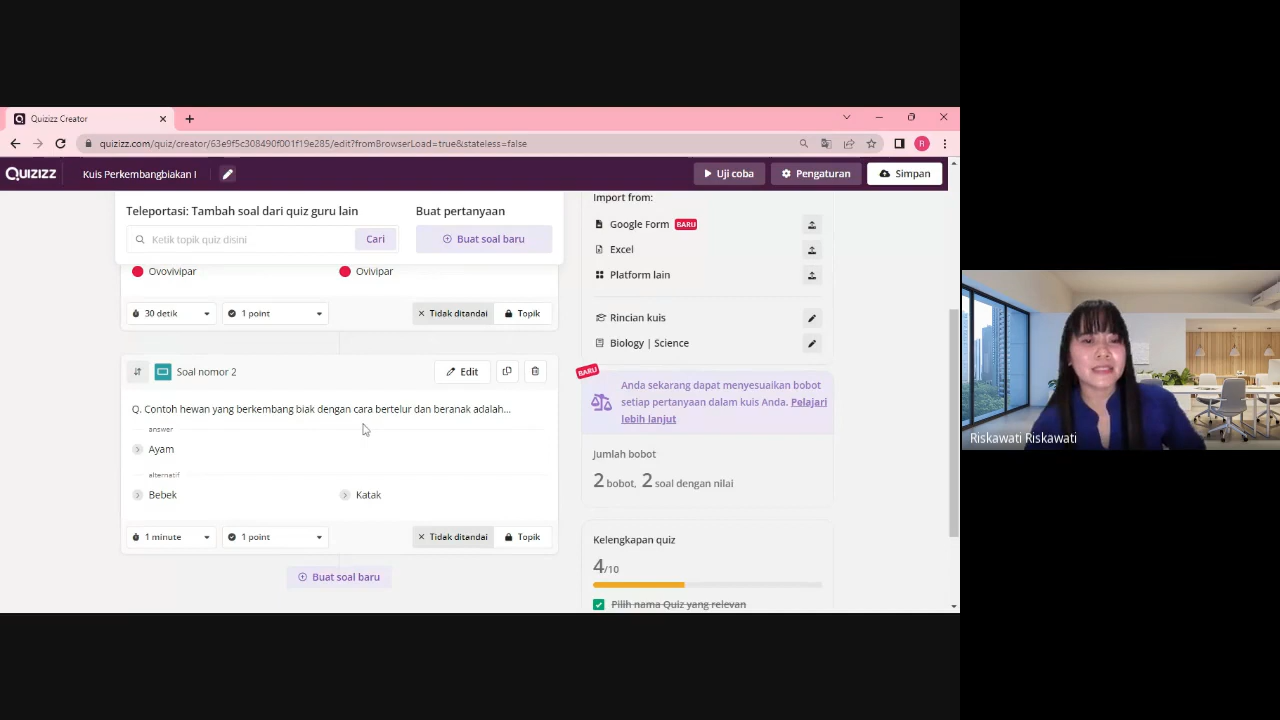 Quizizz Creator
quizizz.com/quiz/creator/63e9f5c308490f001f19e285/edit?fromBrowserLoad=true&stateless=false
R
QUIZIZZ
Kuis Perkembangbiakan I
Uji coba
Pengaturan
Simpan
Teleportasi: Tambah soal dari quiz guru lain
Ketik topik quiz disini
Cari
Buat pertanyaan
Buat soal baru
Ovovivipar
Ovivipar
30 detik
1 point
Tidak ditandai
Topik
Soal nomor 2
Edit
Q. Contoh hewan yang berkembang biak dengan cara bertelur dan beranak adalah...
answer
Ayam
alternatif
Bebek
Katak
1 minute
1 point
Tidak ditandai
Topik
Buat soal baru
Import from:
Google Form BARU
Excel
Platform lain
Rincian kuis
Biology | Science
BARU
Anda sekarang dapat menyesuaikan bobot
setiap pertanyaan dalam kuis Anda. Pelajari
lebih lanjut
Jumlah bobot
2 bobot, 2 soal dengan nilai
Kelengkapan quiz
4/10
Pilih nama Quiz yang relevan
Riskawati Riskawati